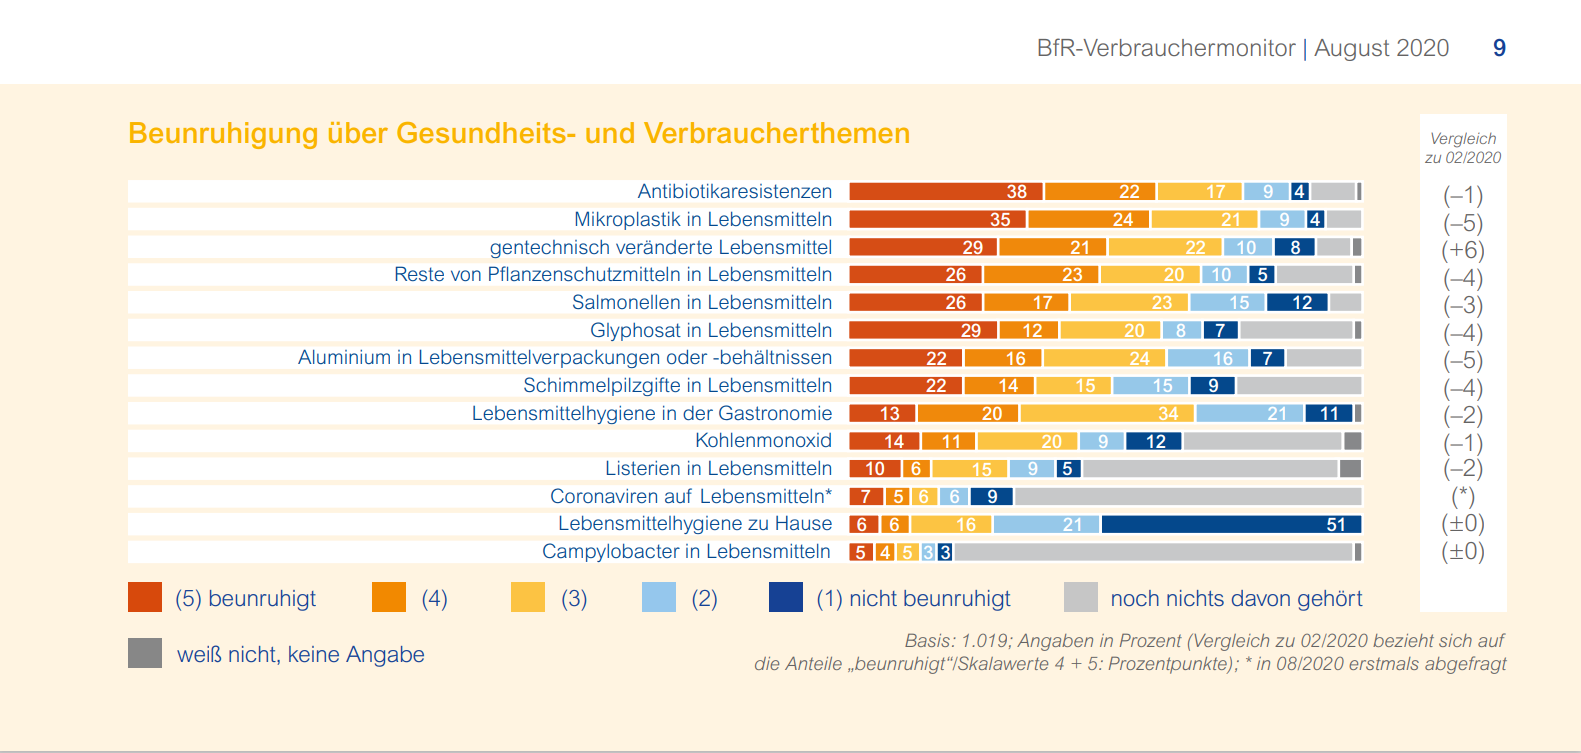 BfR-Verbrauchermonitor | August 2020 9
Beunruhigung über Gesundheits- und Verbraucherthemen
Vergleich
zu 02/2020
Antibiotikaresistenzen 38 22 17 9 4 (–1)
Mikroplastik in Lebensmitteln 35 24 21 9 4 (–5)
gentechnisch veränderte Lebensmittel 29 21 22 10 8 (+6)
Reste von Pflanzenschutzmitteln in Lebensmitteln 26 23 20 10 5 (–4)
Salmonellen in Lebensmitteln 26 17 23 15 12 (–3)
Glyphosat in Lebensmitteln 29 12 20 8 7 (–4)
Aluminium in Lebensmittelverpackungen oder -behältnissen 22 16 24 16 7 (–5)
Schimmelpilzgifte in Lebensmitteln 22 14 15 15 9 (–4)
Lebensmittelhygiene in der Gastronomie 13 20 34 21 11 (–2)
Kohlenmonoxid 14 11 20 9 12 (–1)
Listerien in Lebensmitteln 10 6 15 9 5 (–2)
Coronaviren auf Lebensmitteln* 7 5 6 6 9 (*)
Lebensmittelhygiene zu Hause 6 6 16 21 51 (±0)
Campylobacter in Lebensmitteln 5 4 5 3 3 (±0)
(5) beunruhigt (4) (3) (2) (1) nicht beunruhigt noch nichts davon gehört
weiß nicht, keine Angabe
Basis: 1.019; Angaben in Prozent (Vergleich zu 02/2020 bezieht sich auf
die Anteile „beunruhigt“/Skalawerte 4 + 5: Prozentpunkte); * in 08/2020 erstmals abgefragt